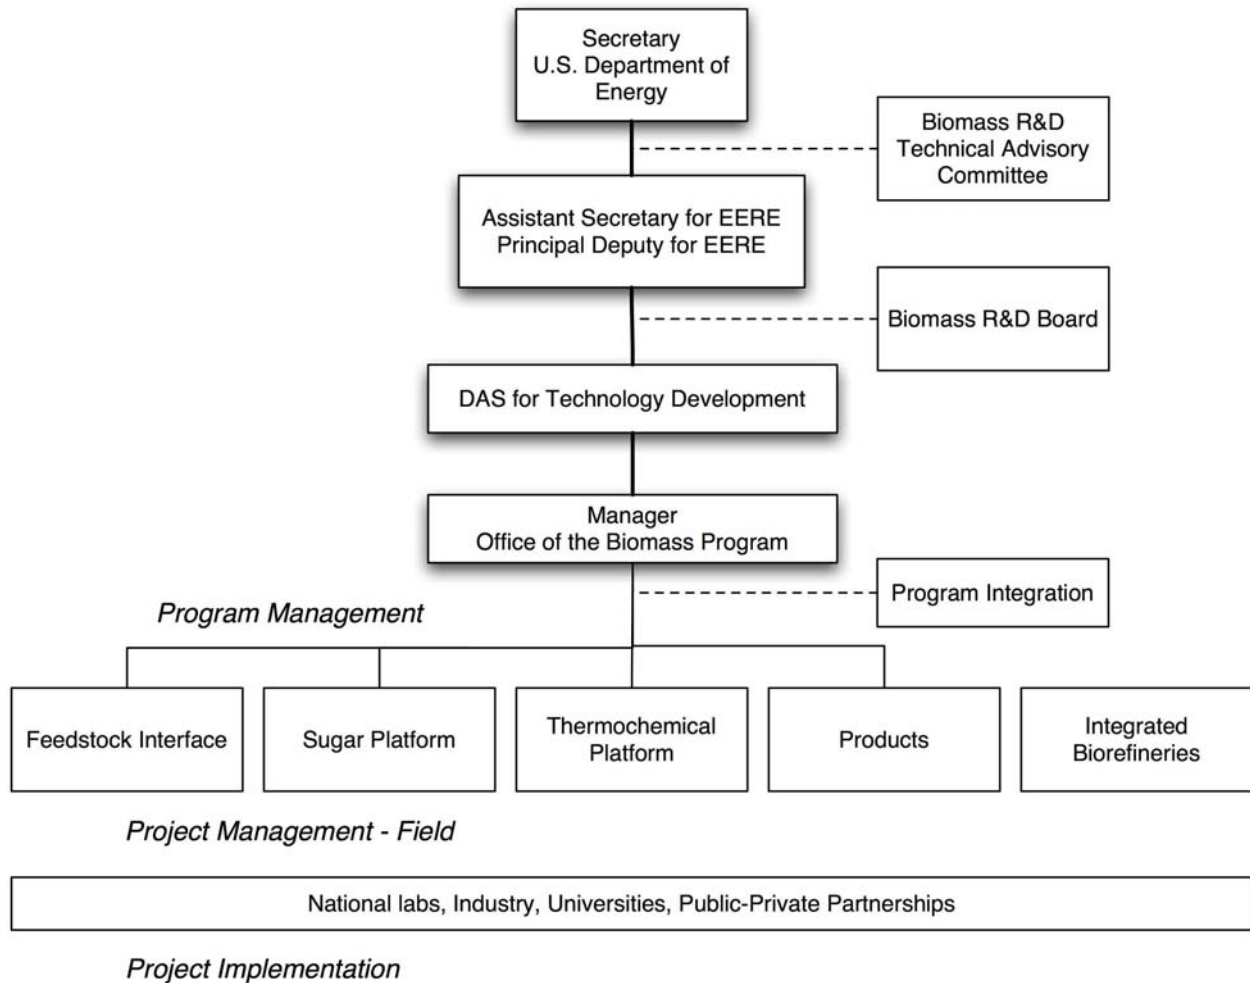 Secretary
U.S. Department of
Energy
Biomass R&D
Technical Advisory
Committee
Assistant Secretary for EERE
Principal Deputy for EERE
Biomass R&D Board
DAS for Technology Development
Manager
Office of the Biomass Program
Program Integration
Program Management
Feedstock Interface
Sugar Platform
Thermochemical
Platform
Products
Integrated
Biorefineries
Project Management - Field
National labs, Industry, Universities, Public-Private Partnerships
Project Implementation